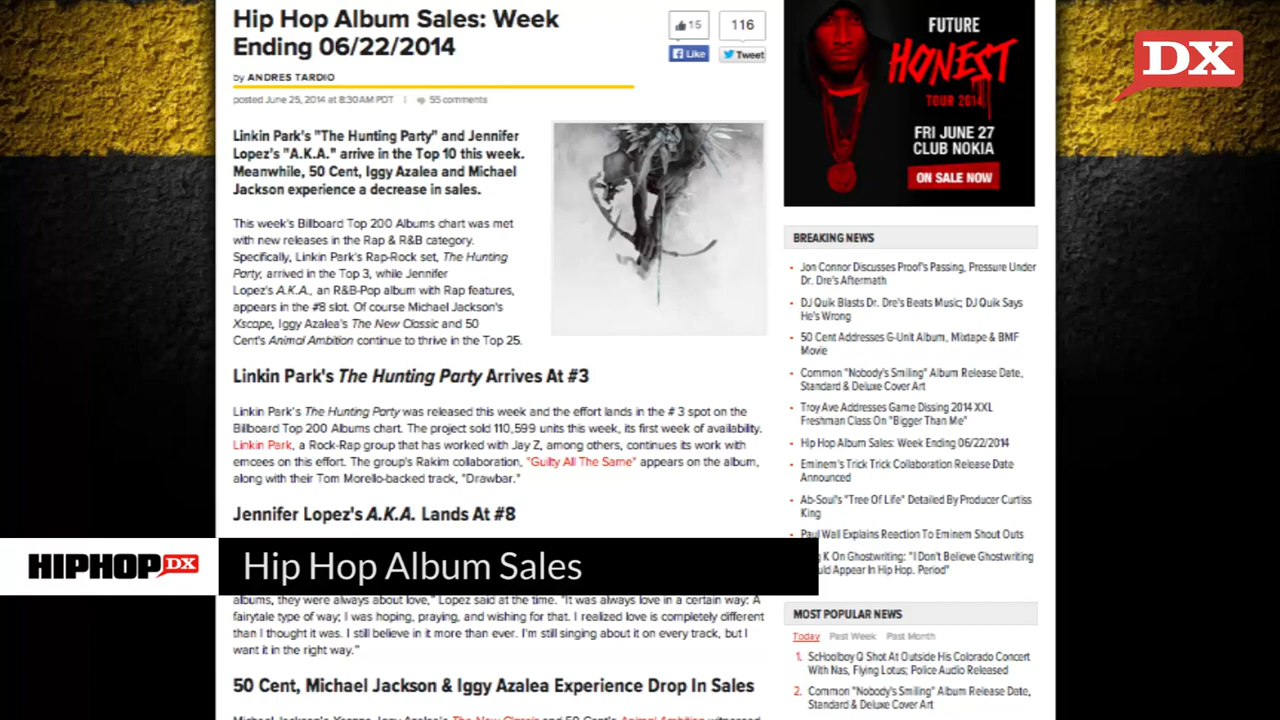 Hip Hop Album Sales: Week
Ending 06/22/2014
15
116
Like
Tweet
by ANDRES TARDIO
posted June 25, 2014 at 8:30AM PDT | 55 comments
Linkin Park's "The Hunting Party" and Jennifer
Lopez's "A.K.A." arrive in the Top 10 this week.
Meanwhile, 50 Cent, Iggy Azalea and Michael
Jackson experience a decrease in sales.
This week's Billboard Top 200 Albums chart was met
with new releases in the Rap & R&B category.
Specifically, Linkin Park's Rap-Rock set, The Hunting
Party, arrived in the Top 3, while Jennifer
Lopez's A.K.A., an R&B-Pop album with Rap features,
appears in the #8 slot. Of course Michael Jackson's
Xscape, Iggy Azalea's The New Classic and 50
Cent's Animal Ambition continue to thrive in the Top 25.
Linkin Park's The Hunting Party Arrives At #3
Linkin Park's The Hunting Party was released this week and the effort lands in the # 3 spot on the
Billboard Top 200 Albums chart. The project sold 110,599 units this week, its first week of availability.
Linkin Park, a Rock-Rap group that has worked with Jay Z, among others, continues its work with
emcees on this effort. The group's Rakim collaboration, "Guilty All The Same" appears on the album,
along with their Tom Morello-backed track, "Drawbar."
Jennifer Lopez's A.K.A. Lands At #8
HIPHOPDX
Hip Hop Album Sales
albums, they were always about love," Lopez said at the time. "It was always love in a certain way: A
fairytale type of way; I was hoping, praying, and wishing for that. I realized love is completely different
than I thought it was. I still believe in it more than ever. I'm still singing about it on every track, but I
want it in the right way."
50 Cent, Michael Jackson & Iggy Azalea Experience Drop In Sales
Michael Jackson's Xscape, Iggy Azalea's The New Classic and 50 Cent's Animal Ambition witnessed
FUTURE
HONEST
TOUR 2014
FRI JUNE 27
CLUB NOKIA
ON SALE NOW
DX
BREAKING NEWS
Jon Connor Discusses Proof's Passing, Pressure Under
Dr. Dre's Aftermath
DJ Quik Blasts Dr. Dre's Beats Music; DJ Quik Says
He's Wrong
50 Cent Addresses G-Unit Album, Mixtape & BMF
Movie
Common "Nobody's Smiling" Album Release Date,
Standard & Deluxe Cover Art
Troy Ave Addresses Game Dissing 2014 XXL
Freshman Class On "Bigger Than Me"
Hip Hop Album Sales: Week Ending 06/22/2014
Eminem's Trick Trick Collaboration Release Date
Announced
Ab-Soul's "Tree Of Life" Detailed By Producer Curtiss
King
Paul Wall Explains Reaction To Eminem Shout Outs
K On Ghostwriting: "I Don't Believe Ghostwriting
Appear In Hip Hop. Period"
MOST POPULAR NEWS
Today Past Week Past Month
1. ScHoolboy Q Shot At Outside His Colorado Concert
With Nas, Flying Lotus; Police Audio Released
2. Common "Nobody's Smiling" Album Release Date,
Standard & Deluxe Cover Art